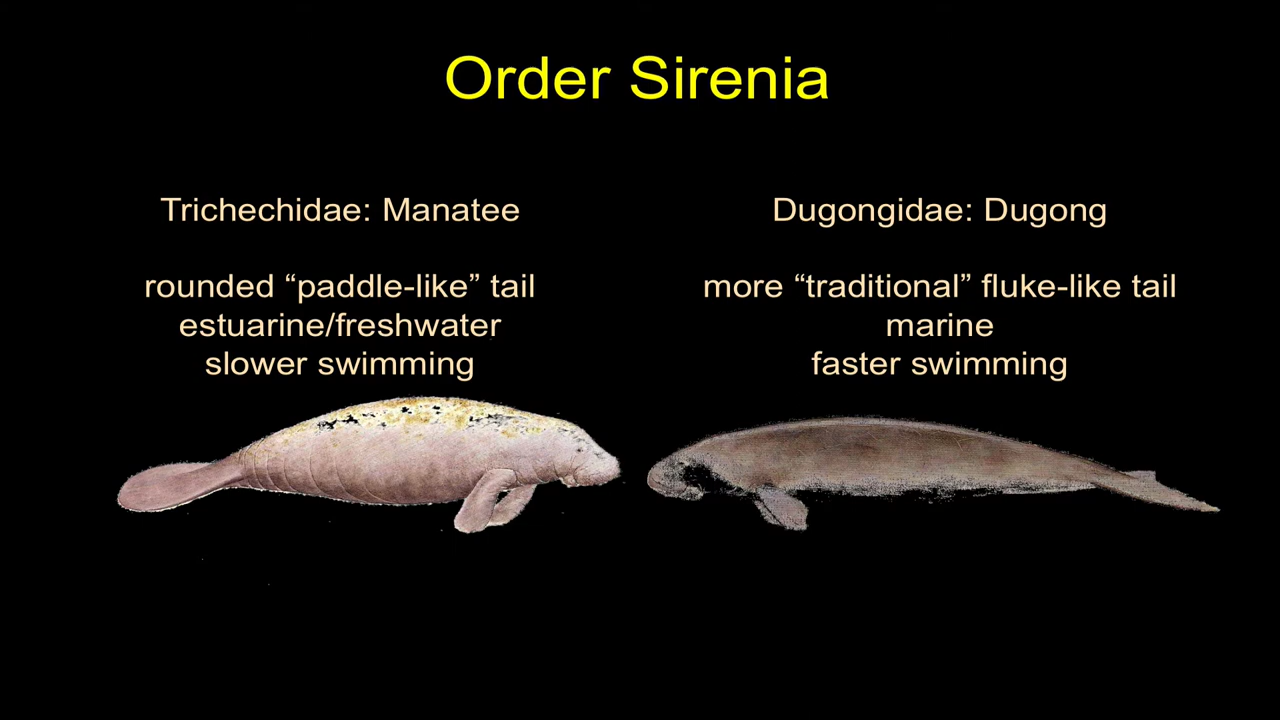 Order Sirenia
Trichechidae: Manatee
rounded “paddle-like” tail
estuarine/freshwater
slower swimming
Dugongidae: Dugong
more “traditional” fluke-like tail
marine
faster swimming